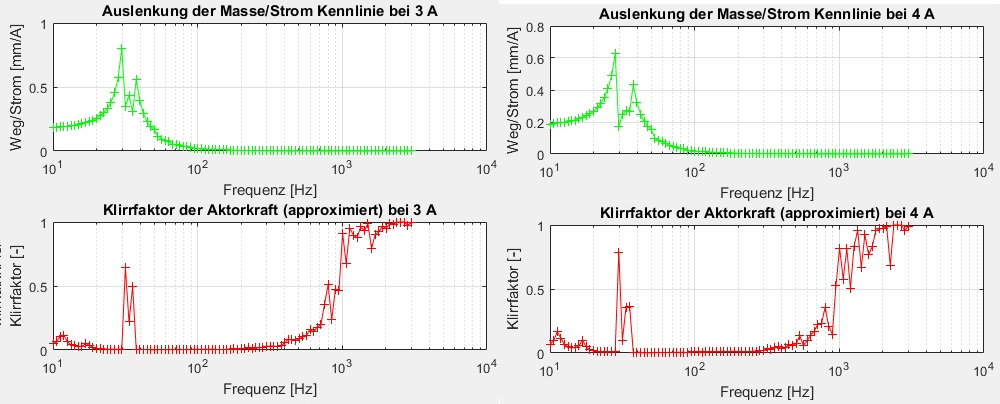 Auslenkung der Masse/Strom Kennlinie bei 3 A
Weg/Strom [mm/A]
1
0.5
0
10^1
10^2
10^3
10^4
Frequenz [Hz]
Auslenkung der Masse/Strom Kennlinie bei 4 A
Weg/Strom [mm/A]
0.8
0.6
0.4
0.2
0
10^1
10^2
10^3
10^4
Frequenz [Hz]
Klirrfaktor der Aktorkraft (approximiert) bei 3 A
Klirrfaktor [-]
1
0.5
0
10^1
10^2
10^3
10^4
Frequenz [Hz]
Klirrfaktor der Aktorkraft (approximiert) bei 4 A
Klirrfaktor [-]
1
0.5
0
10^1
10^2
10^3
10^4
Frequenz [Hz]